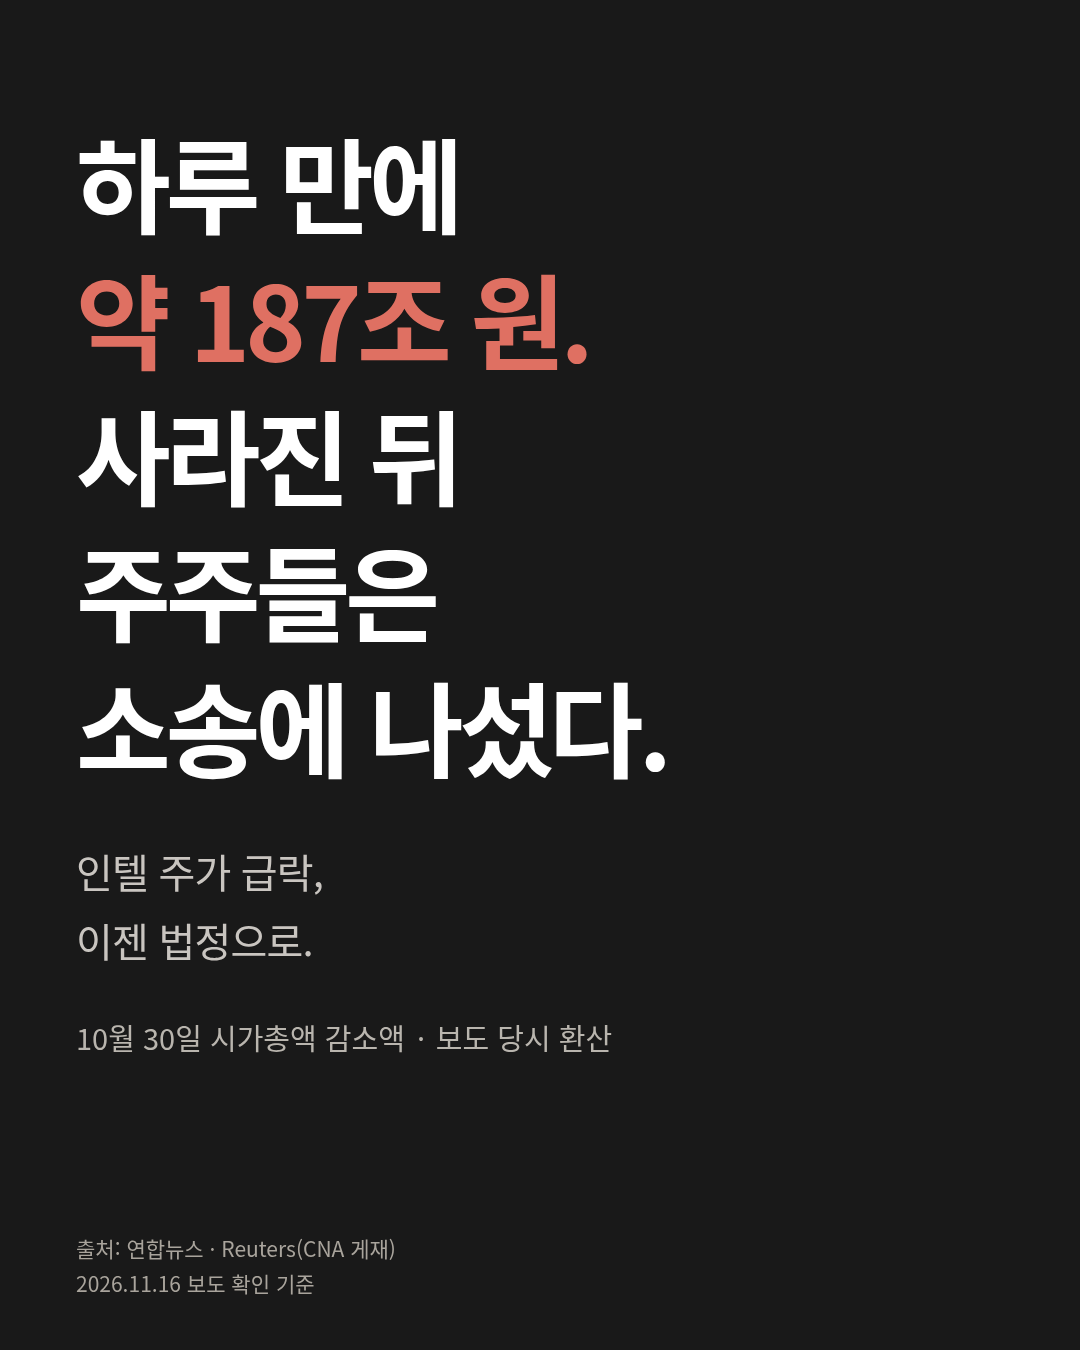 하루 만에
약 187조 원.
사라진 뒤
주주들은
소송에 나섰다.
인텔 주가 급락,
이젠 법정으로.
10월 30일 시가총액 감소액 · 보도 당시 환산
출처: 연합뉴스 · Reuters(CNA 게재)
2026.11.16 보도 확인 기준